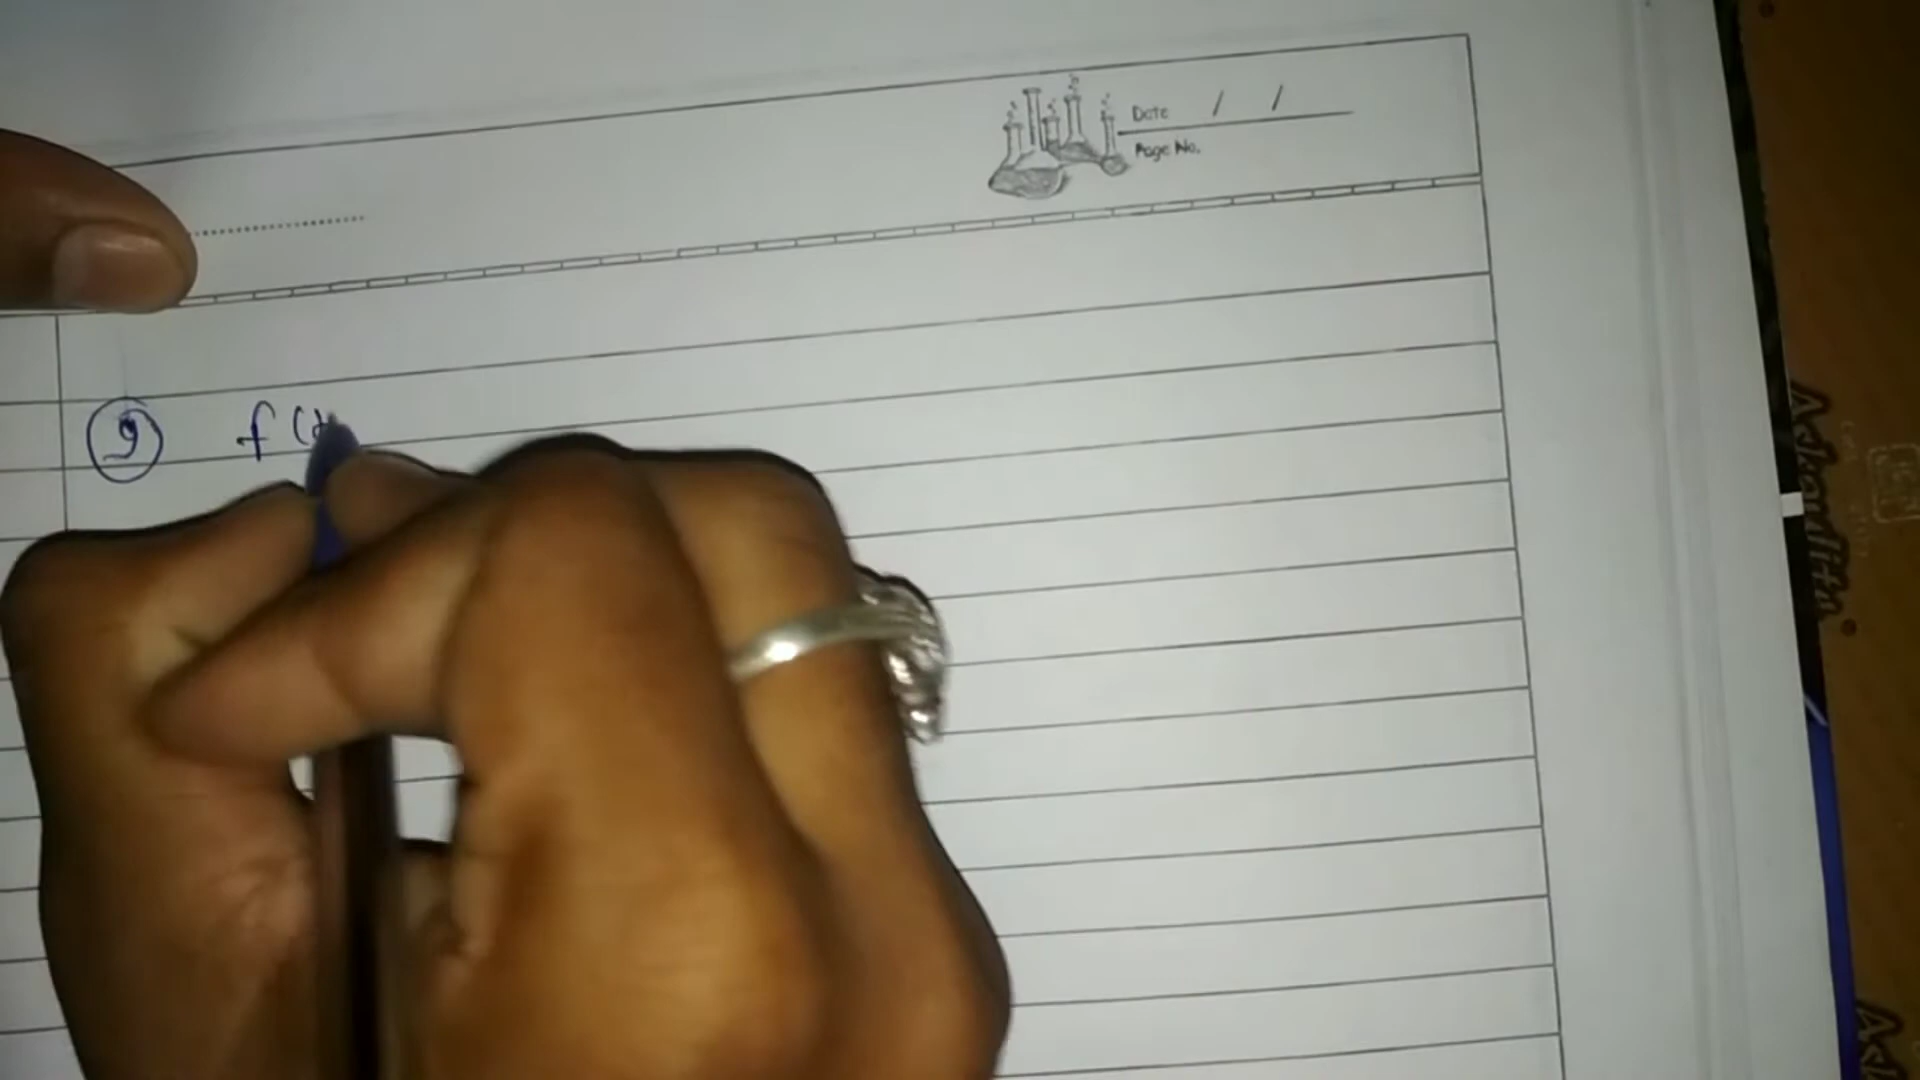 Date / /
Page No.
9 f(x